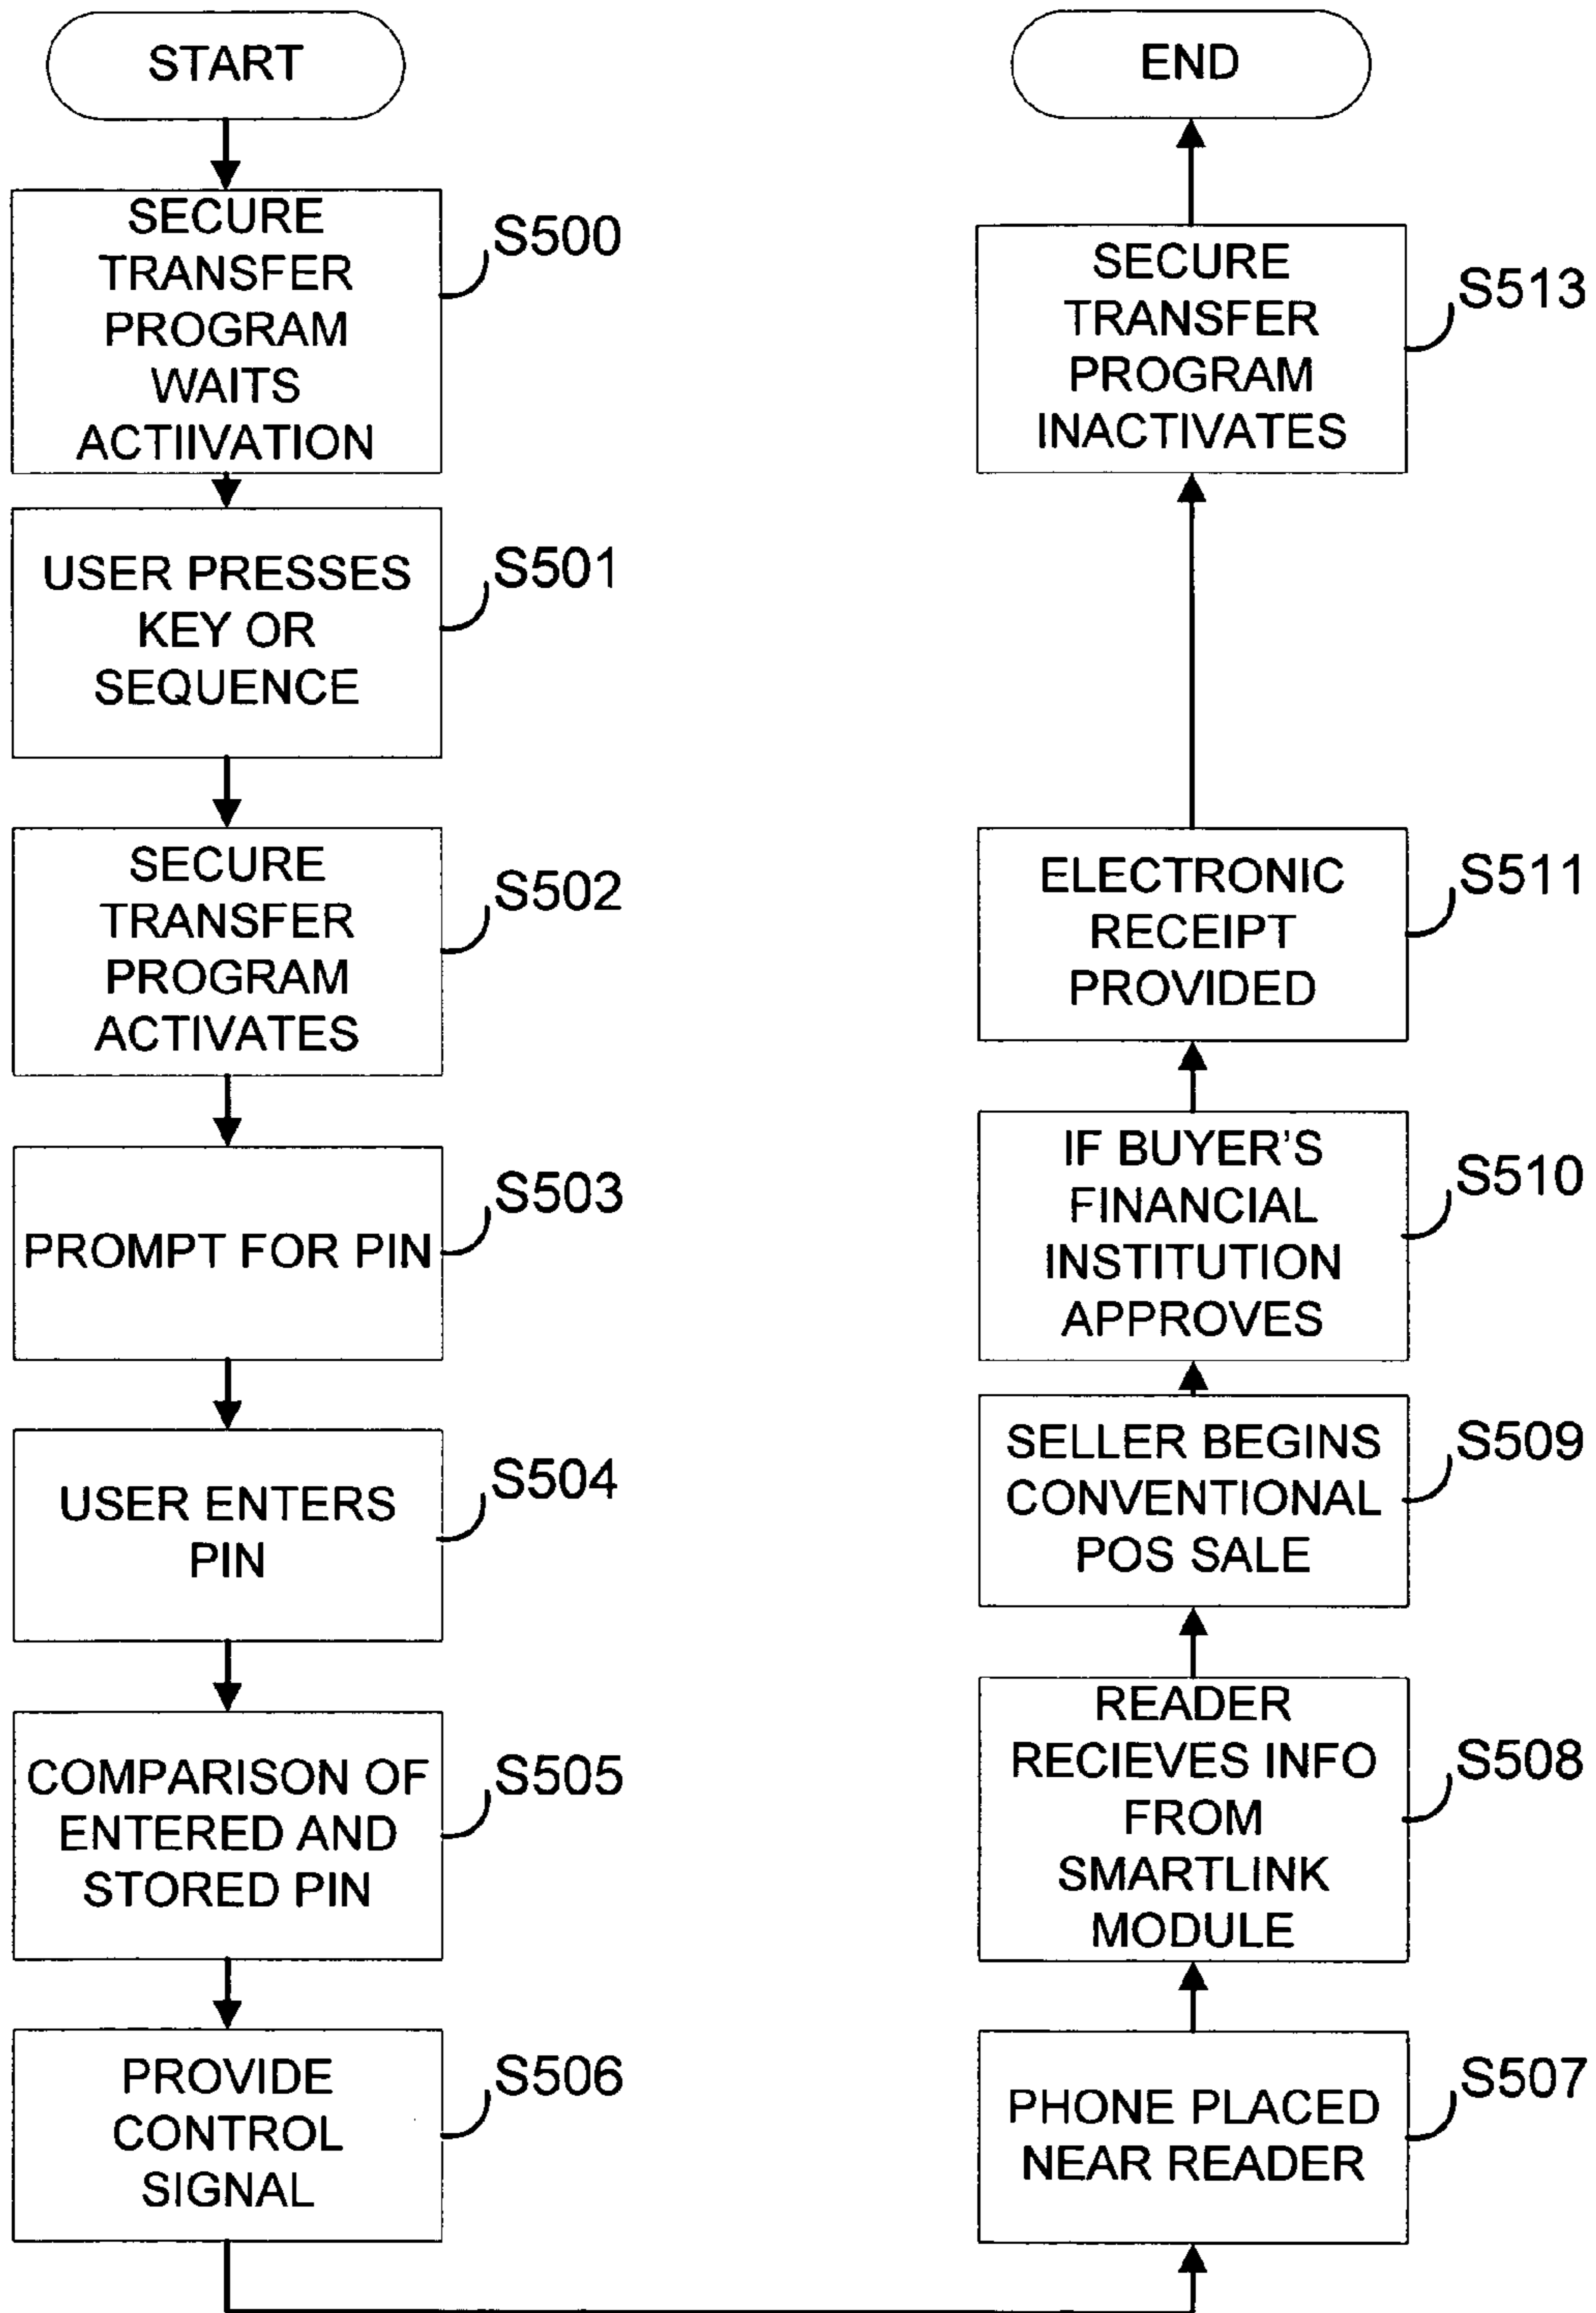 START
SECURE
TRANSFER
PROGRAM
WAITS
ACTIIVATION
S500
USER PRESSES
KEY OR
SEQUENCE
S501
SECURE
TRANSFER
PROGRAM
ACTIVATES
S502
PROMPT FOR PIN
S503
USER ENTERS
PIN
S504
COMPARISON OF
ENTERED AND
STORED PIN
S505
PROVIDE
CONTROL
SIGNAL
S506
PHONE PLACED
NEAR READER
S507
READER
RECIEVES INFO
FROM
SMARTLINK
MODULE
S508
SELLER BEGINS
CONVENTIONAL
POS SALE
S509
IF BUYER'S
FINANCIAL
INSTITUTION
APPROVES
S510
ELECTRONIC
RECEIPT
PROVIDED
S511
SECURE
TRANSFER
PROGRAM
INACTIVATES
S513
END